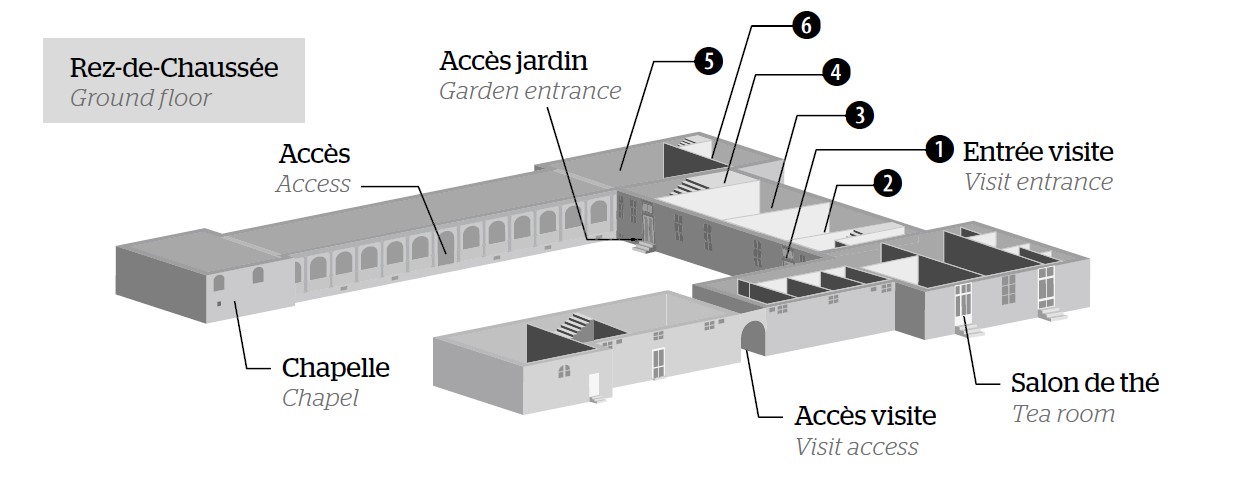 Rez-de-Chaussée
Ground floor
Accès jardin
Garden entrance
6
5
4
3
1 Entrée visite
Visit entrance
2
Accès
Access
Chapelle
Chapel
Salon de thé
Tea room
Accès visite
Visit access